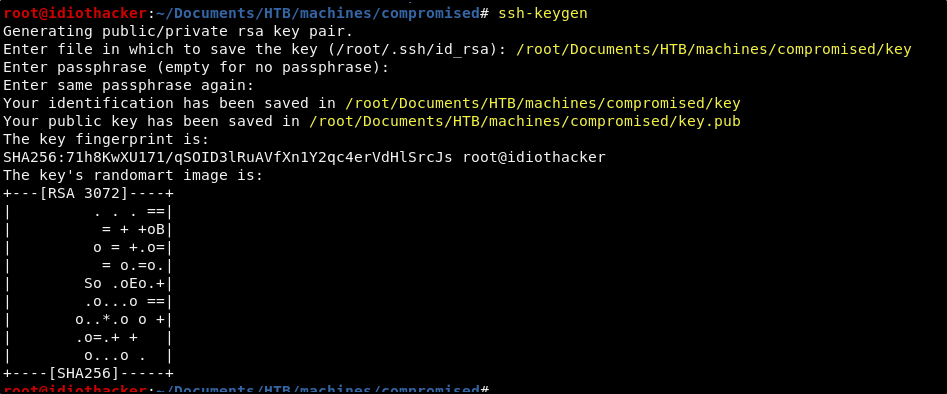 root@idiothacker:~/Documents/HTB/machines/compromised# ssh-keygen
Generating public/private rsa key pair.
Enter file in which to save the key (/root/.ssh/id_rsa): /root/Documents/HTB/machines/compromised/key
Enter passphrase (empty for no passphrase):
Enter same passphrase again:
Your identification has been saved in /root/Documents/HTB/machines/compromised/key
Your public key has been saved in /root/Documents/HTB/machines/compromised/key.pub
The key fingerprint is:
SHA256:71h8KwXU171/qSOID3lRuAVfXn1Y2qc4erVdHlSrcJs root@idiothacker
The key's randomart image is:
+---[RSA 3072]----+
|         . . . ==|
|          = + +oB|
|         o = +.o=|
|          = o.=o.|
|        So .oEo.+|
|        .o...o ==|
|       o..*.o o +|
|       .o=.+ +   |
|        o...o .  |
+----[SHA256]-----+
root@idiothacker:~/Documents/HTB/machines/compromised#